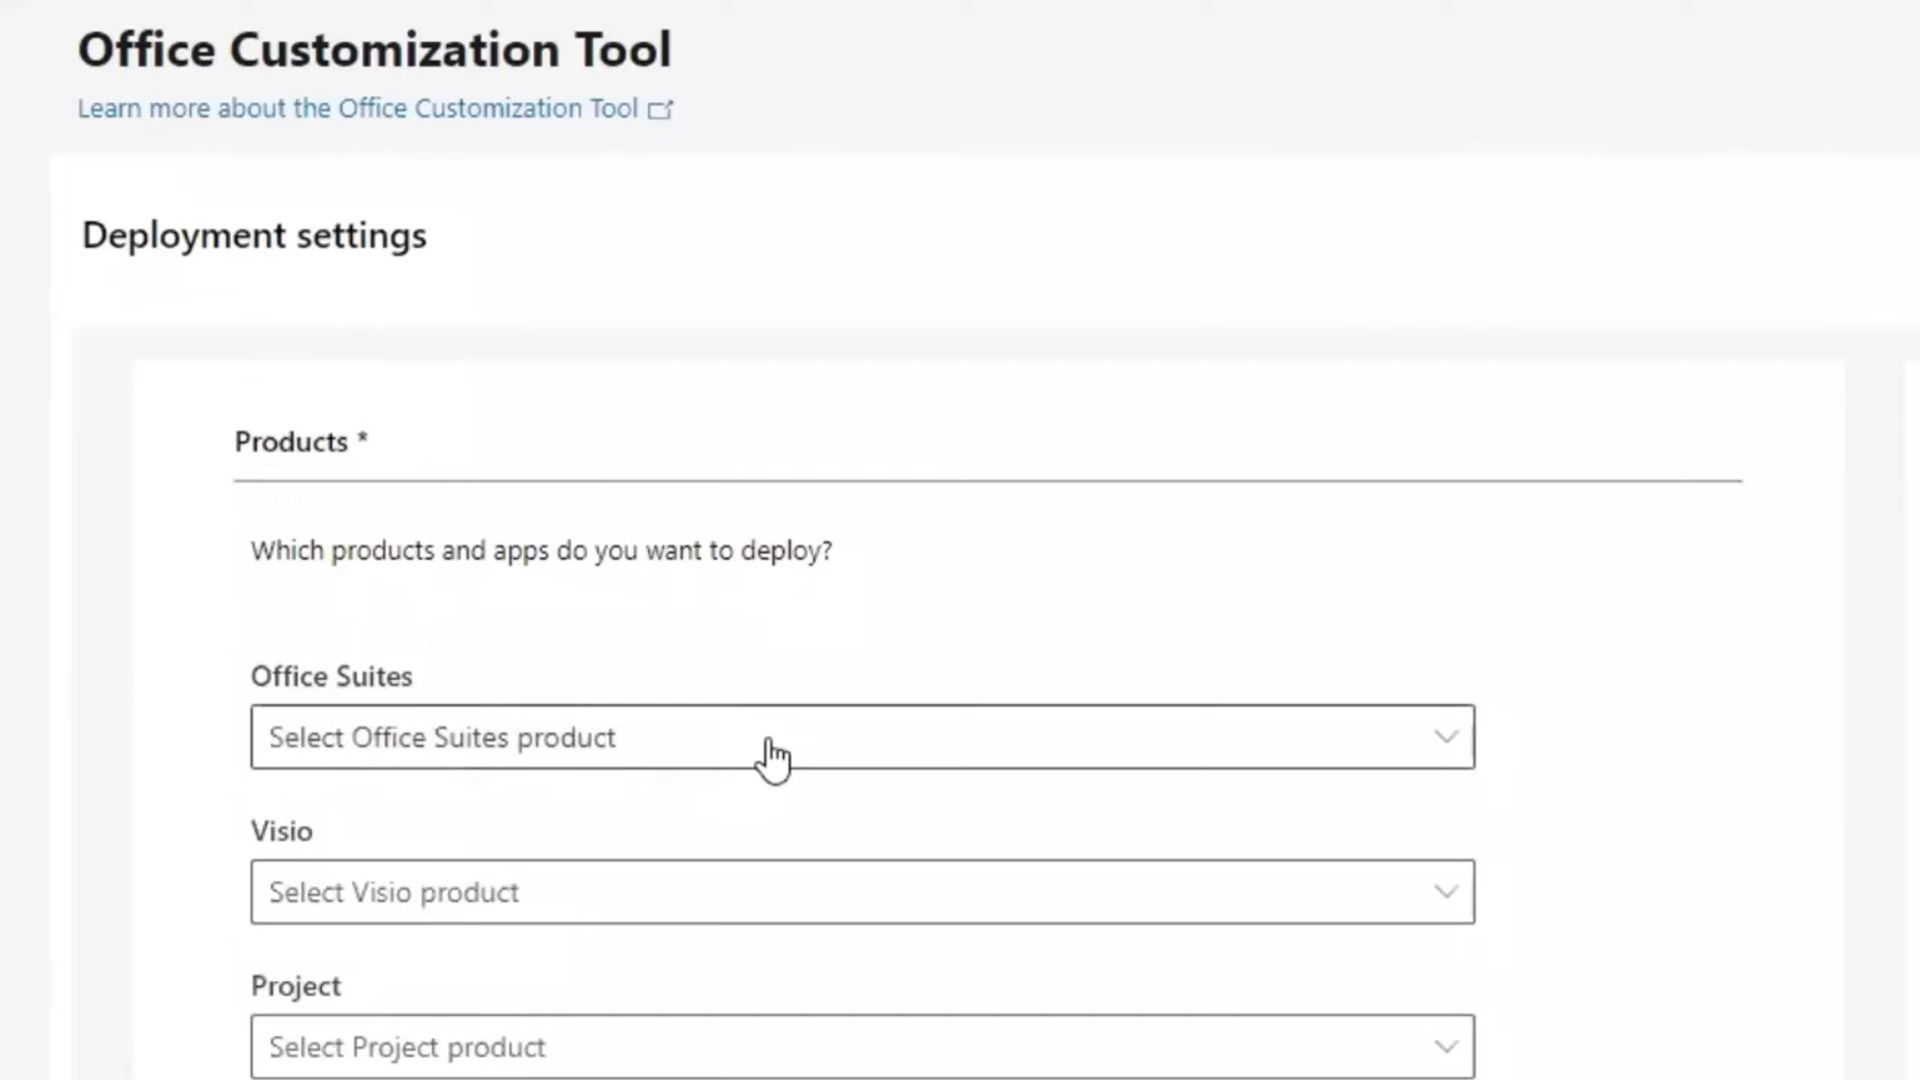 Office Customization Tool
Learn more about the Office Customization Tool
Deployment settings
Products *
Which products and apps do you want to deploy?
Office Suites
Select Office Suites product
Visio
Select Visio product
Project
Select Project product